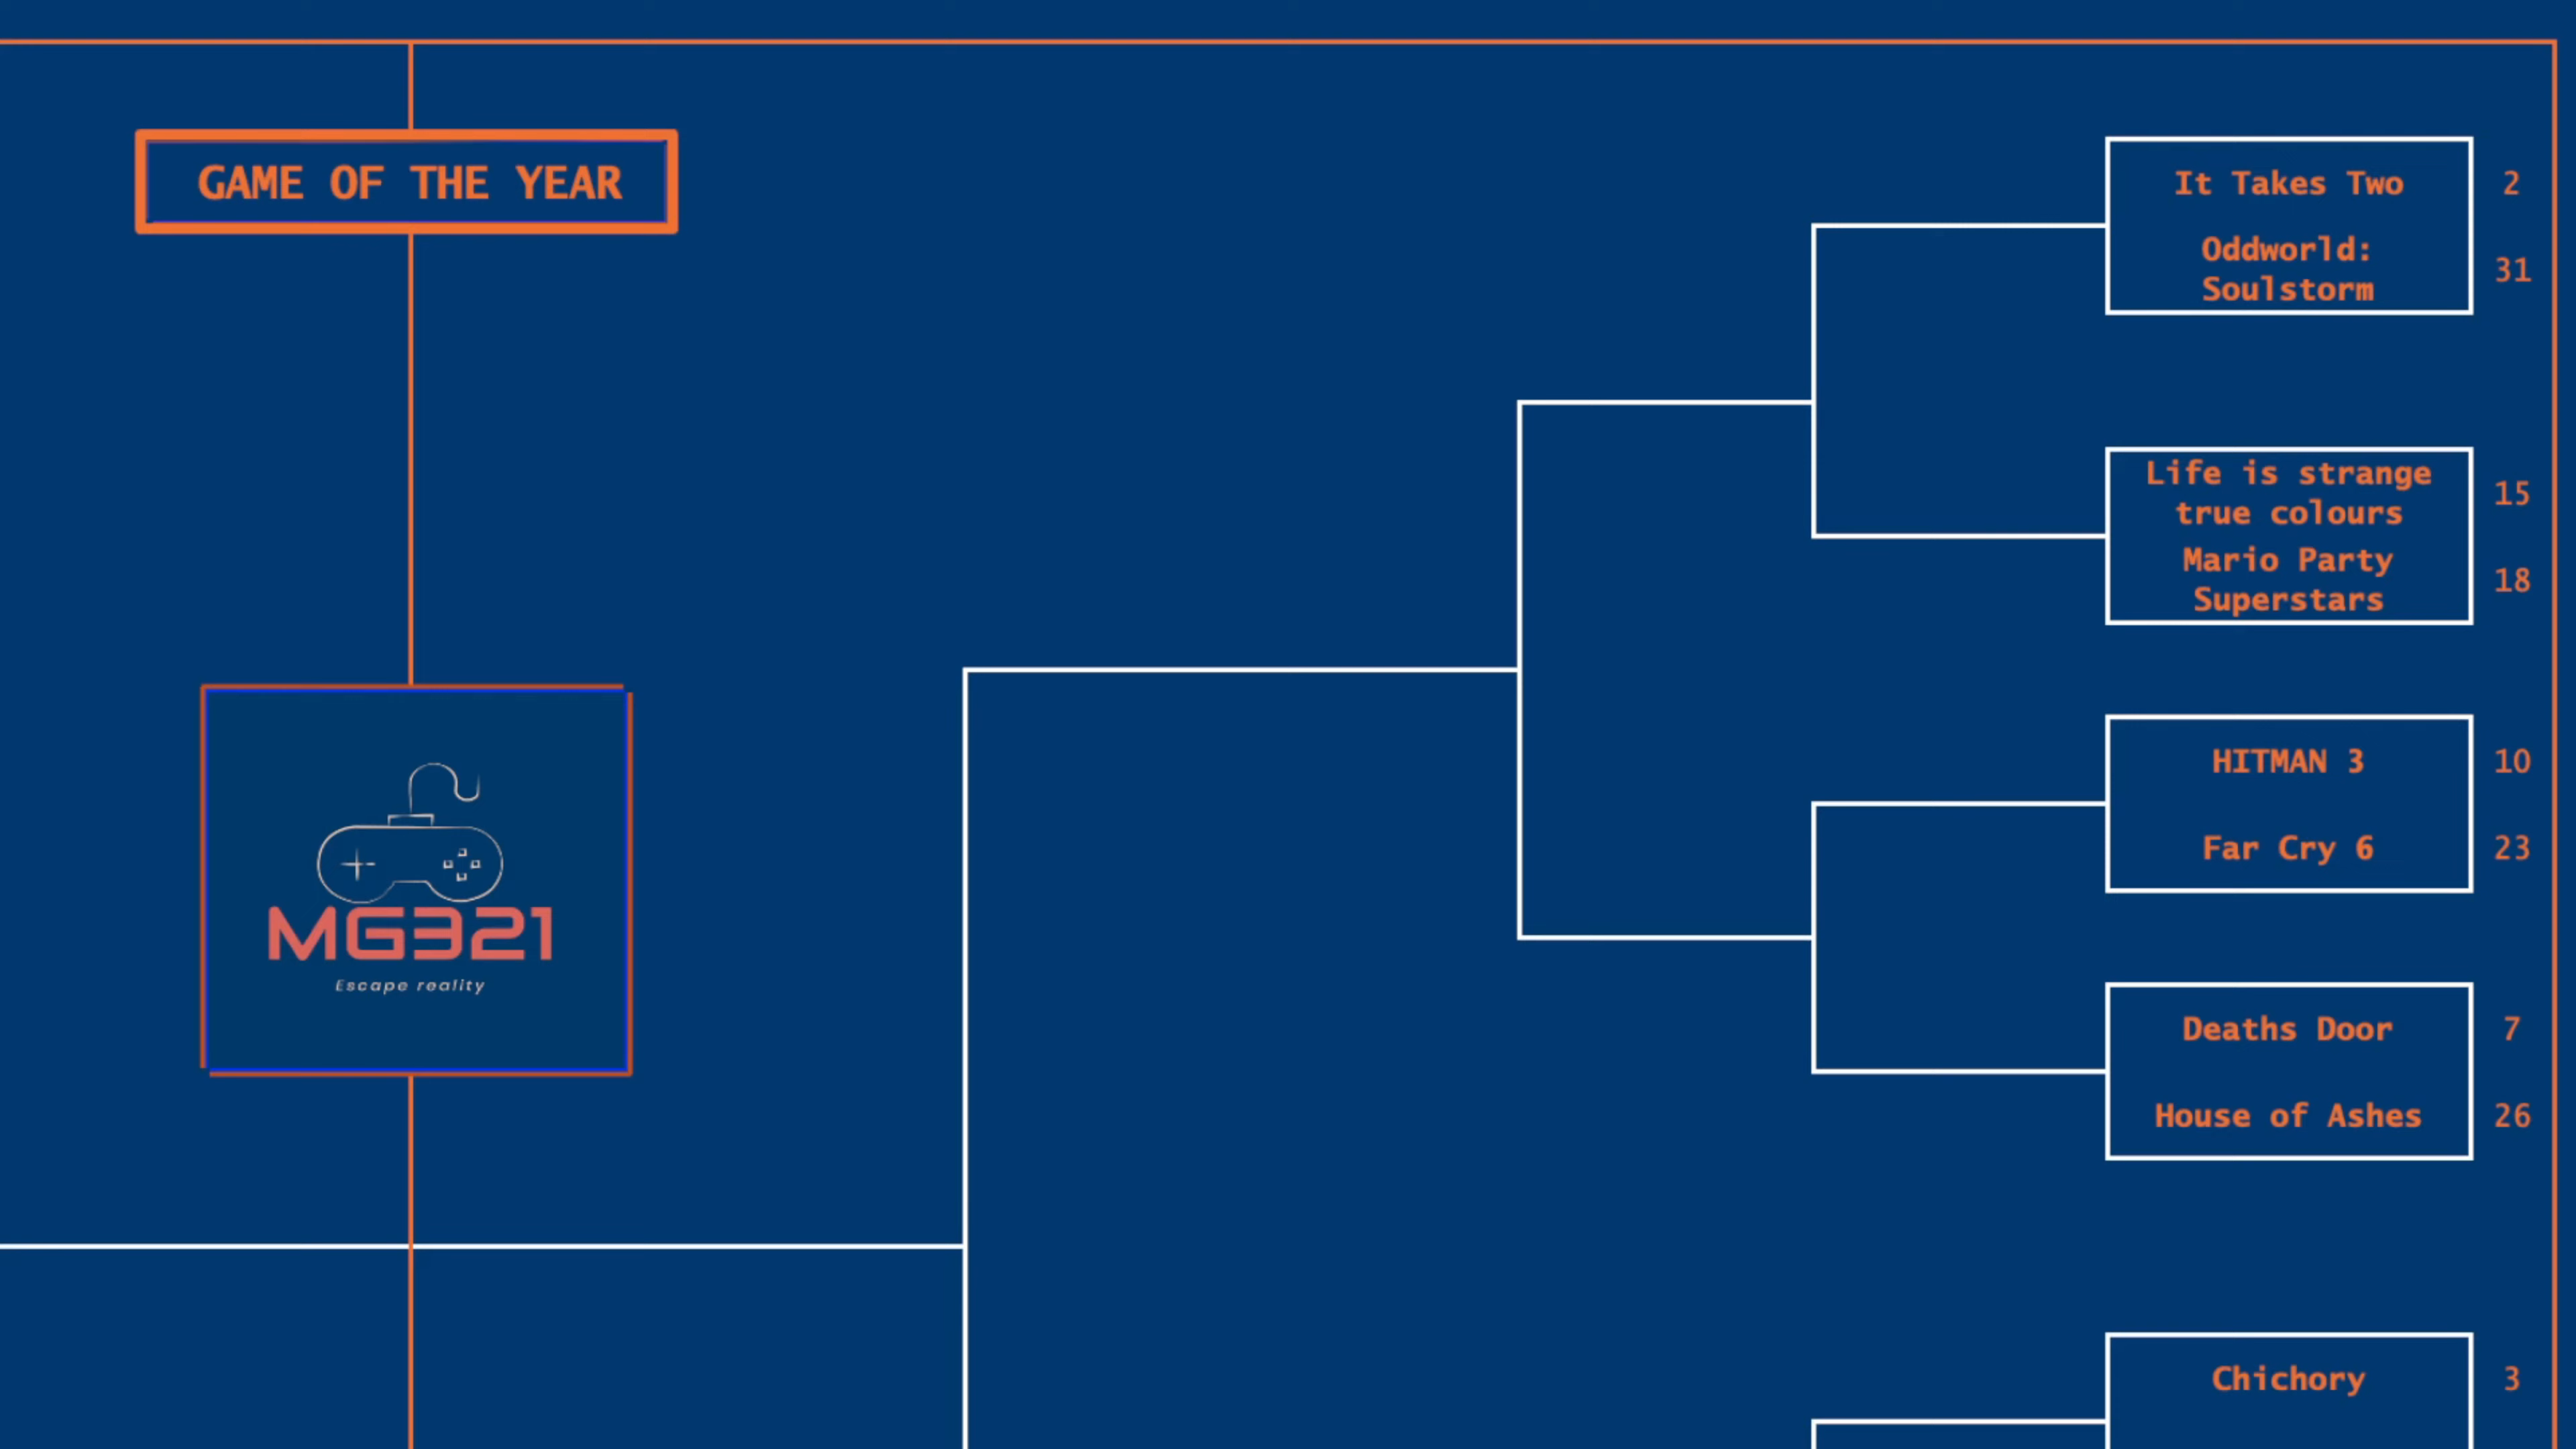 GAME OF THE YEAR
It Takes Two 2
Oddworld:
Soulstorm 31
Life is strange
true colours 15
Mario Party
Superstars 18
HITMAN 3 10
Far Cry 6 23
Deaths Door 7
House of Ashes 26
MG321
Escape reality
Chichory 3